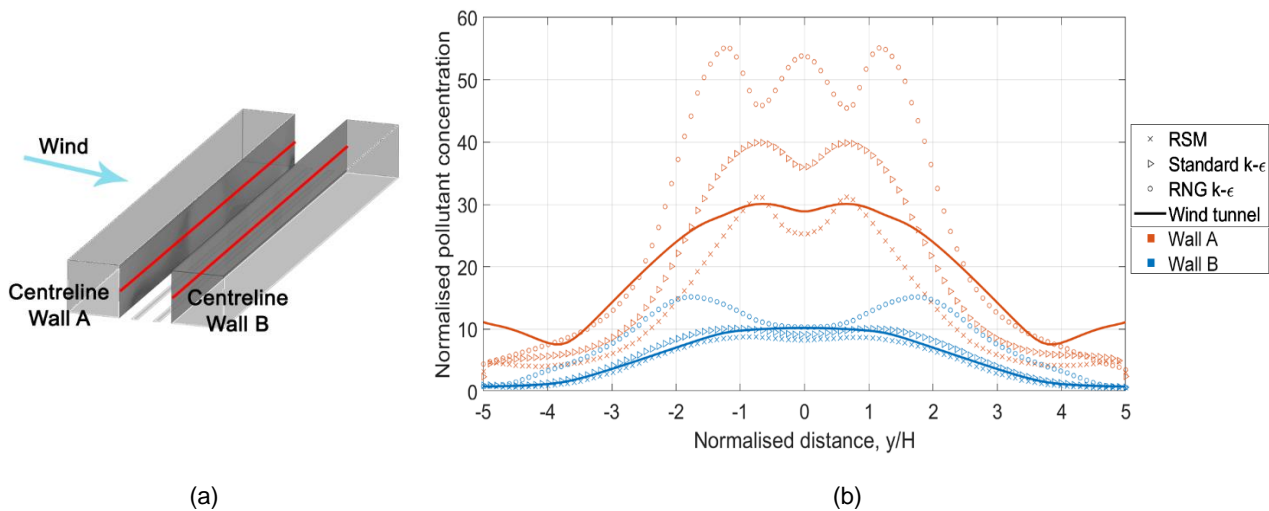 Wind
Centreline
Wall A
Centreline
Wall B
(a)
Normalised pollutant concentration
60
50
40
30
20
10
0
-5 -4 -3 -2 -1 0 1 2 3 4 5
Normalised distance, y/H
RSM
Standard k-ϵ
RNG k-ϵ
Wind tunnel
Wall A
Wall B
(b)